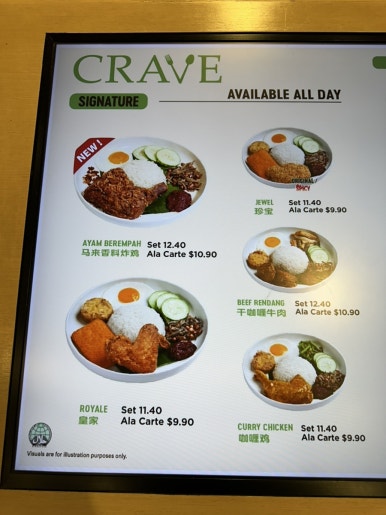 CRAVE
SIGNATURE
AVAILABLE ALL DAY
NEW!
AYAM BEREMPAH
马来香料炸鸡
Set 12.40
Ala Carte $10.90
ORIGINAL /
SPICY
JEWEL
珍宝
Set 11.40
Ala Carte $9.90
BEEF RENDANG
干咖喱牛肉
Set 12.40
Ala Carte $10.90
ROYALE
皇家
Set 11.40
Ala Carte $9.90
CURRY CHICKEN
咖喱鸡
Set 11.40
Ala Carte $9.90
Visuals are for illustration purposes only.